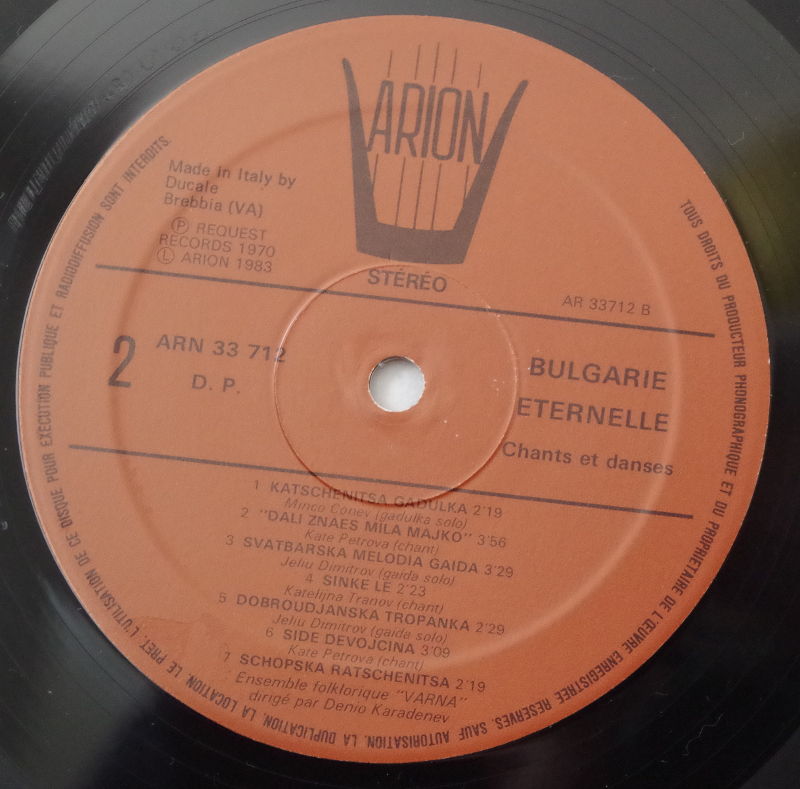 ARION
Made in Italy by
Ducale
Brebbia (VA)
Ⓟ REQUEST
RECORDS 1970
Ⓛ ARION 1983
STÉRÉO
AR 33712 B
2
ARN 33 712
D. P.
BULGARIE
ETERNELLE
Chants et danses
1 KATSCHENITSA GADULKA 2'19
Minco Conev (gadulka solo)
2 "DALI ZNAES MILA MAJKO" 3'56
Kate Petrova (chant)
3 SVATBARSKA MELODIA GAIDA 3'29
Jeliu Dimitrov (gaida solo)
4 SINKE LE 2'23
Katelijna Tranov (chant)
5 DOBROUDJANSKA TROPANKA 2'29
Jeliu Dimitrov (gaida solo)
6 SIDE DEVOJCINA 3'09
Kate Petrova (chant)
7 SCHOPSKA RATSCHENITSA 2'19
Ensemble folklorique "VARNA"
dirigé par Denio Karadenev
TOUS DROITS DU PRODUCTEUR PHONOGRAPHIQUE ET DU PROPRIETAIRE DE L'ŒUVRE ENREGISTREE RESERVES. SAUF AUTORISATION, LA DUPLICATION, LA LOCATION, LE PRET, L'UTILISATION DE CE DISQUE POUR EXECUTION PUBLIQUE ET RADIODIFFUSION SONT INTERDITS.